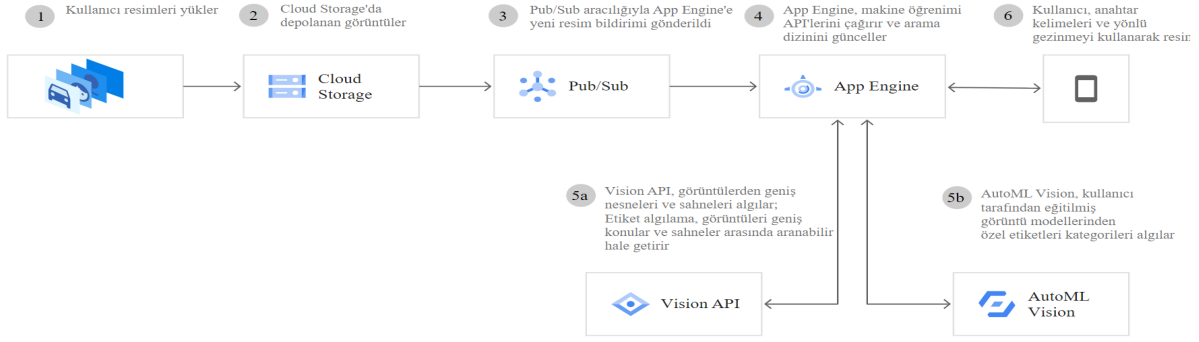 1
Kullanıcı resimleri yükler
2
Cloud Storage'da
depolanan görüntüler
3
Pub/Sub aracılığıyla App Engine'e
yeni resim bildirimi gönderildi
4
App Engine, makine öğrenimi
API'lerini çağırır ve arama
dizinini günceller
6
Kullanıcı, anahtar
kelimeleri ve yönlü
gezinmeyi kullanarak resim
Cloud
Storage
Pub/Sub
App Engine
5a
Vision API, görüntülerden geniş
nesneleri ve sahneleri algılar;
Etiket algılama, görüntüleri geniş
konular ve sahneler arasında aranabilir
hale getirir
5b
AutoML Vision, kullanıcı
tarafından eğitilmiş
görüntü modellerinden
özel etiketleri kategorileri algılar
Vision API
AutoML
Vision